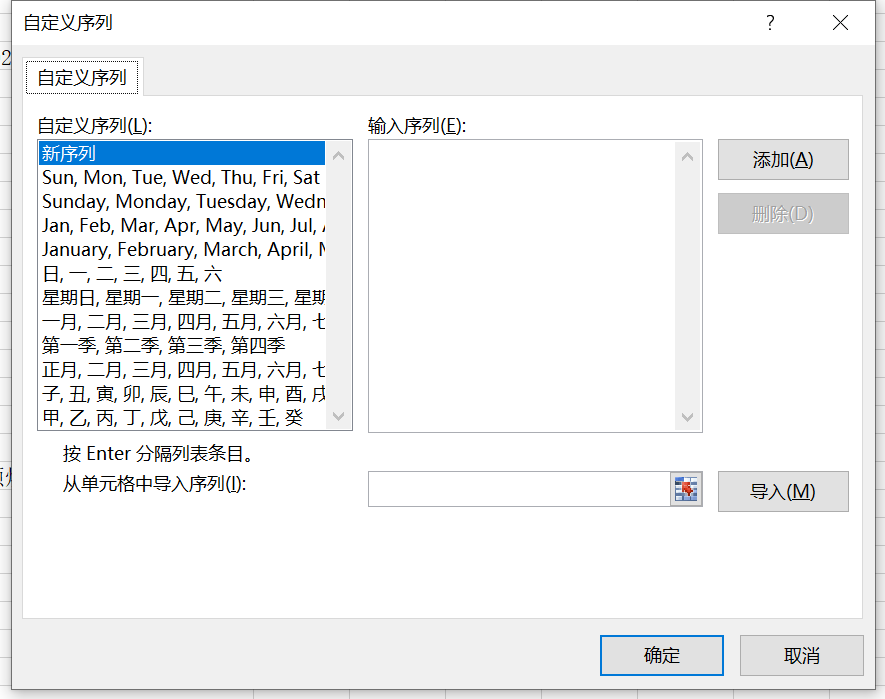 自定义序列
?
2
自定义序列
自定义序列(L):
输入序列(E):
新序列
Sun, Mon, Tue, Wed, Thu, Fri, Sat
Sunday, Monday, Tuesday, Wedn
Jan, Feb, Mar, Apr, May, Jun, Jul,
January, February, March, April,
日, 一, 二, 三, 四, 五, 六
星期日, 星期一, 星期二, 星期三, 星期
一月, 二月, 三月, 四月, 五月, 六月, 七
第一季, 第二季, 第三季, 第四季
正月, 二月, 三月, 四月, 五月, 六月, 七
子, 丑, 寅, 卯, 辰, 巳, 午, 未, 申, 酉, 戌
甲, 乙, 丙, 丁, 戊, 己, 庚, 辛, 壬, 癸
添加(A)
删除(D)
按 Enter 分隔列表条目。
从单元格中导入序列(I):
导入(M)
确定
取消